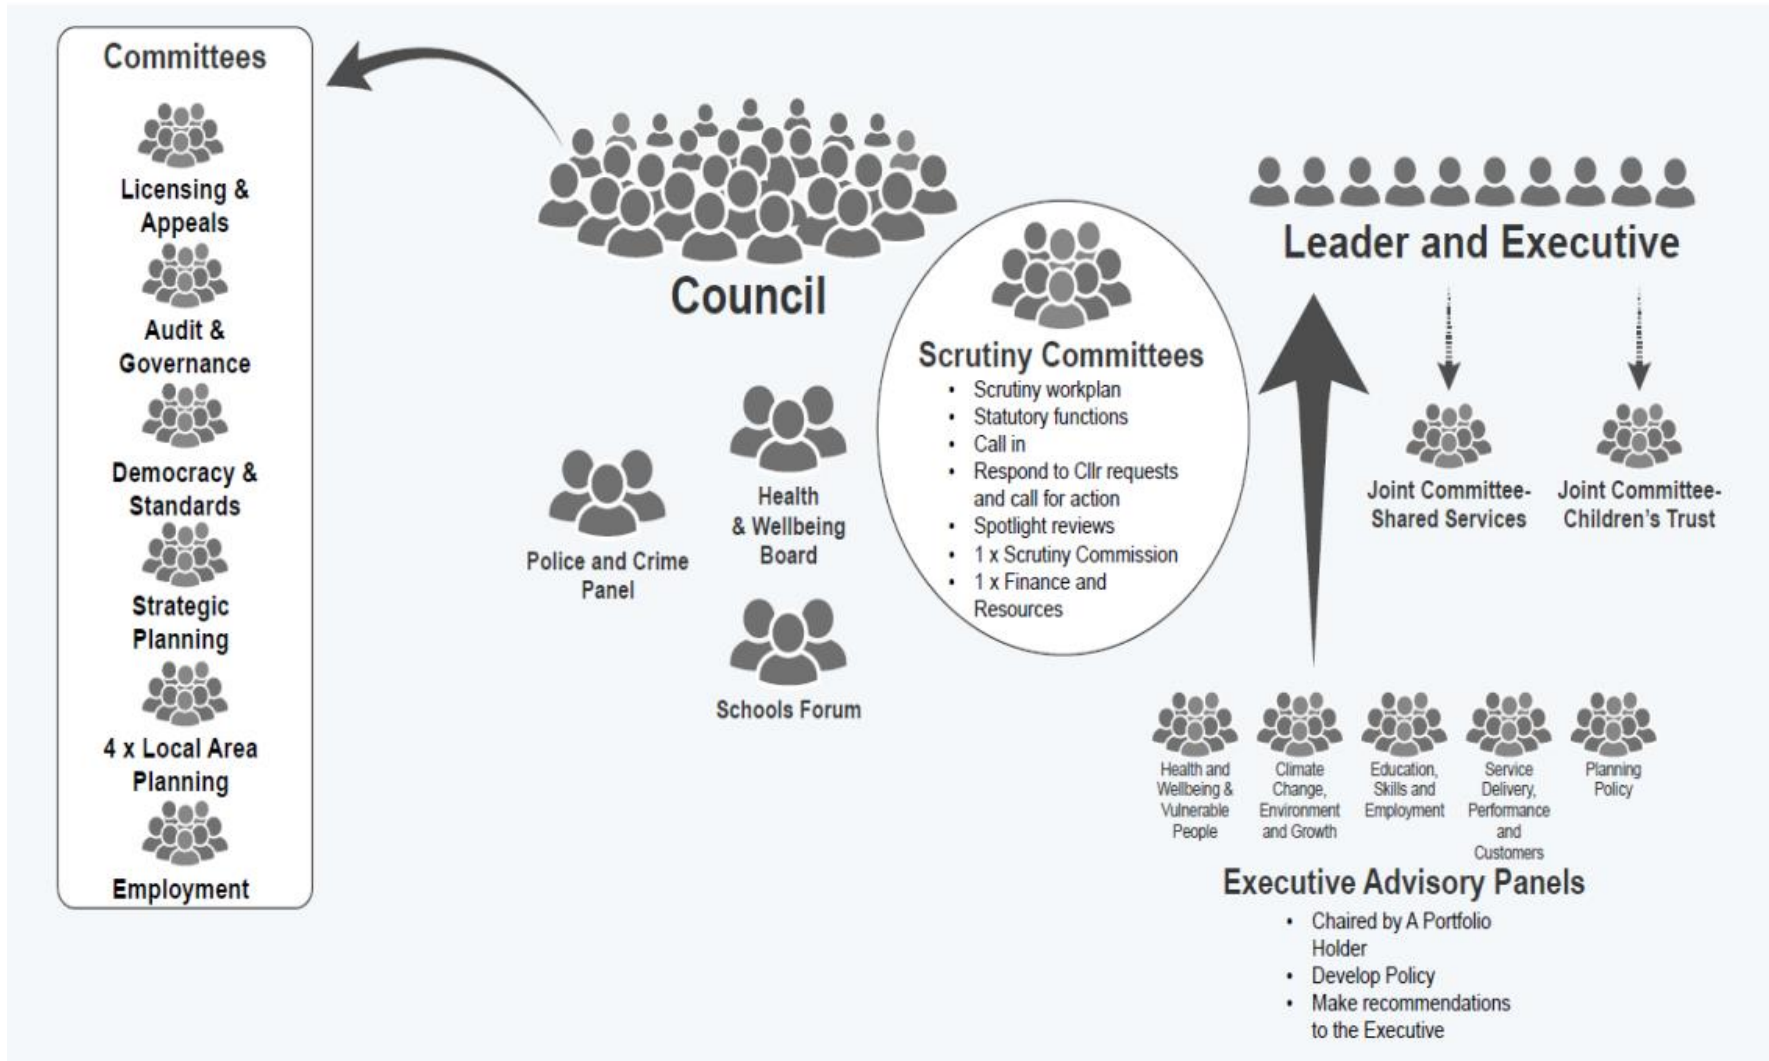 Committees
Licensing &
Appeals
Audit &
Governance
Democracy &
Standards
Strategic
Planning
4 x Local Area
Planning
Employment
Council
Police and Crime
Panel
Health
& Wellbeing
Board
Schools Forum
Scrutiny Committees
• Scrutiny workplan
• Statutory functions
• Call in
• Respond to Cllr requests
and call for action
• Spotlight reviews
• 1 x Scrutiny Commission
• 1 x Finance and
Resources
Leader and Executive
Joint Committee-
Shared Services
Joint Committee-
Children's Trust
Health and
Wellbeing &
Vulnerable
People
Climate
Change,
Environment
and Growth
Education,
Skills and
Employment
Service
Delivery,
Performance
and
Customers
Planning
Policy
Executive Advisory Panels
• Chaired by A Portfolio
Holder
• Develop Policy
• Make recommendations
to the Executive